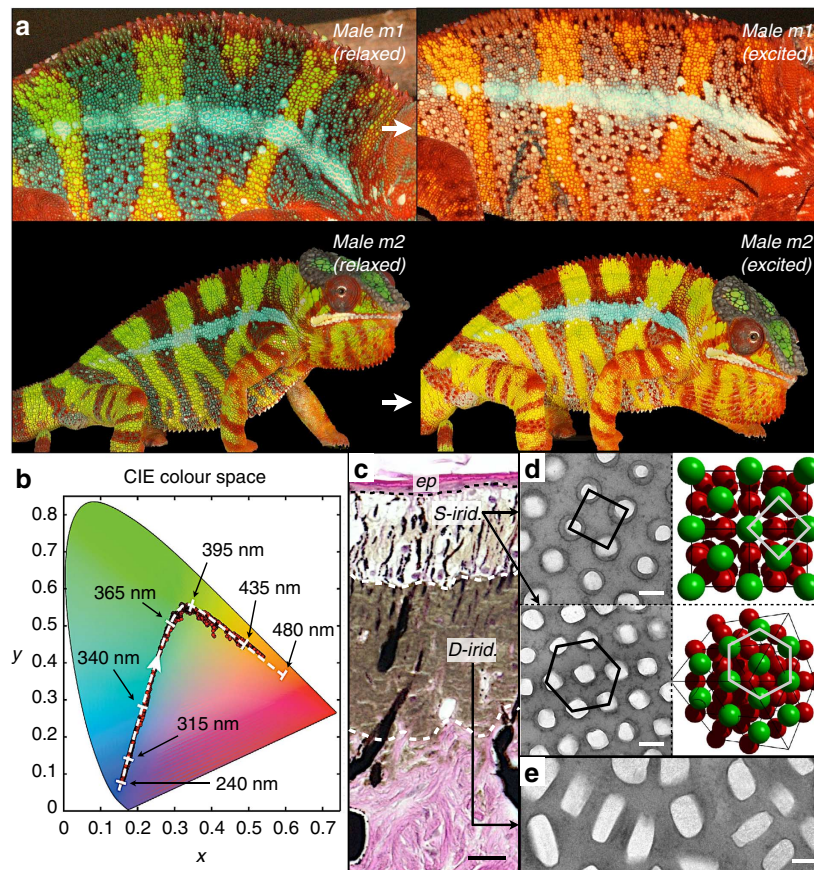 a
Male m1
(relaxed)
Male m1
(excited)
Male m2
(relaxed)
Male m2
(excited)
b
CIE colour space
0.8
0.7
0.6
0.5
0.4
0.3
0.2
0.1
0
y
0
0.1
0.2
0.3
0.4
0.5
0.6
0.7
x
395 nm
365 nm
435 nm
480 nm
340 nm
315 nm
240 nm
c
ep
S-irid.
D-irid.
d
e